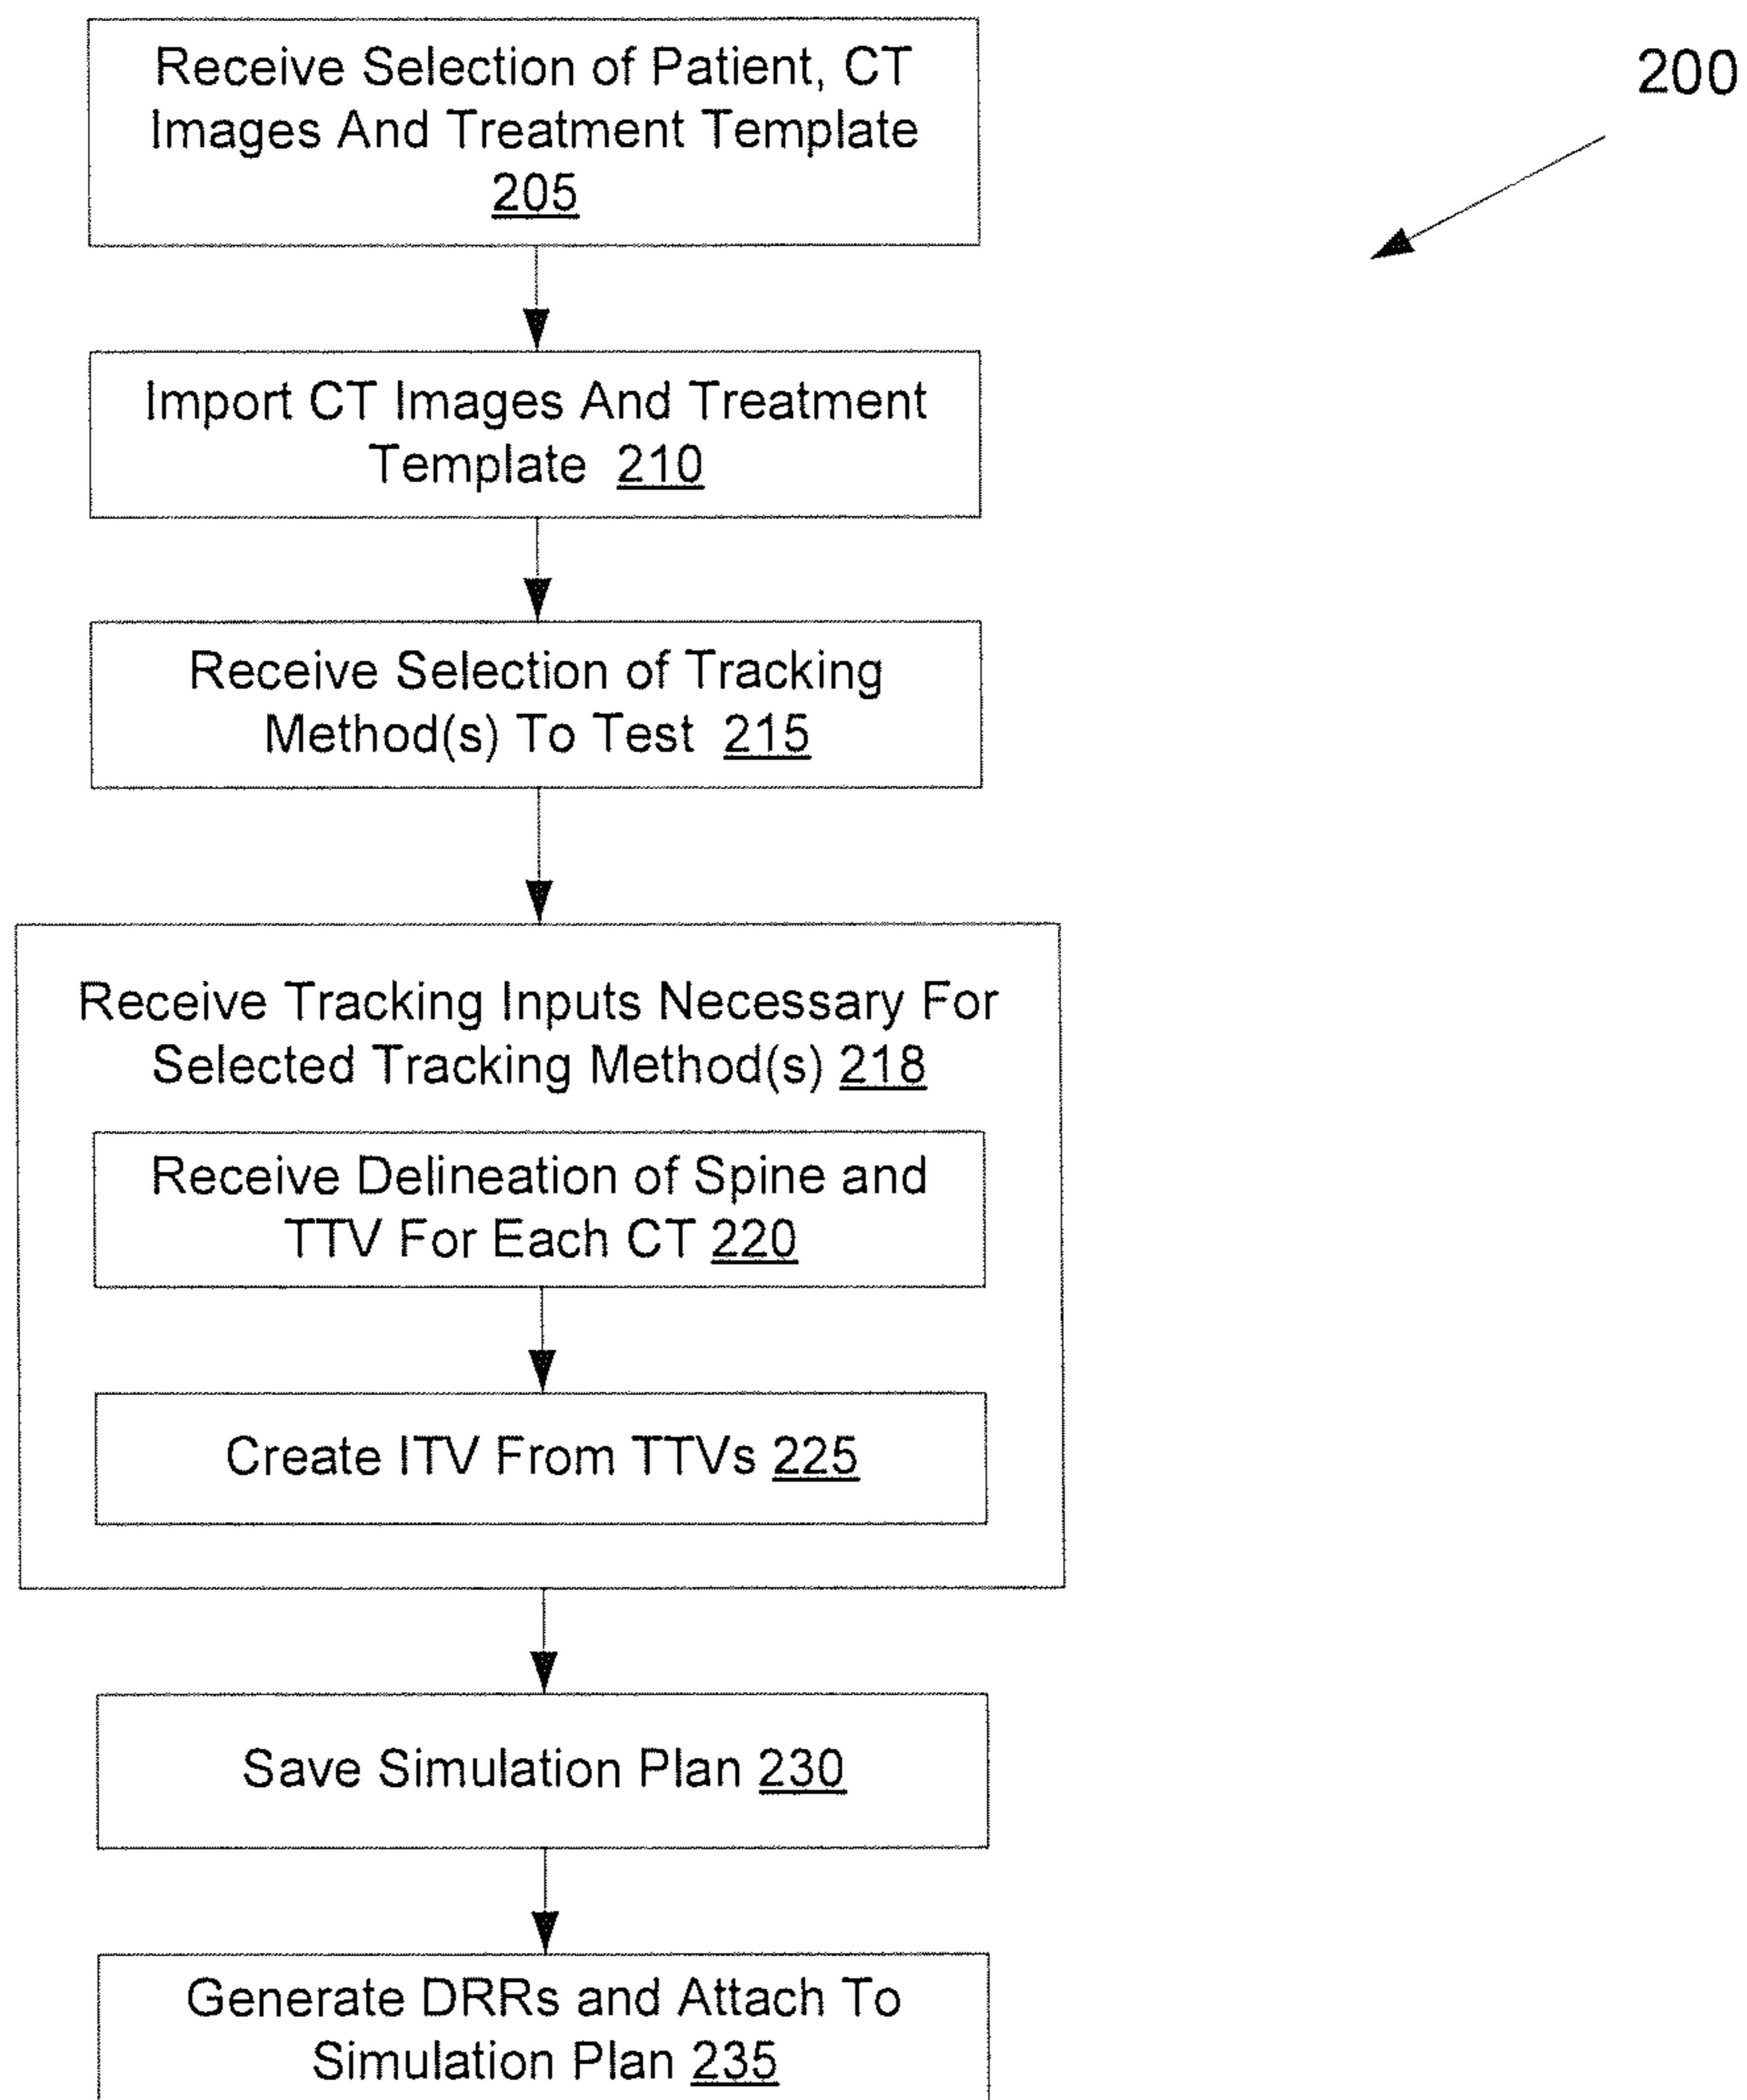 200
Receive Selection of Patient, CT
Images And Treatment Template
205
Import CT Images And Treatment
Template 210
Receive Selection of Tracking
Method(s) To Test 215
Receive Tracking Inputs Necessary For
Selected Tracking Method(s) 218
Receive Delineation of Spine and
TTV For Each CT 220
Create ITV From TTVs 225
Save Simulation Plan 230
Generate DRRs and Attach To
Simulation Plan 235